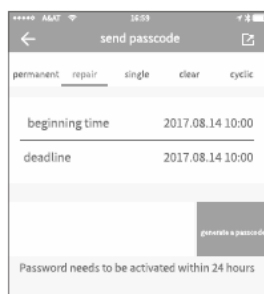 A&AT 16:59
send passcode
permanent repair single clear cyclic
beginning time 2017.08.14 10:00
deadline 2017.08.14 10:00
generate a passcode
Password needs to be activated within 24 hours